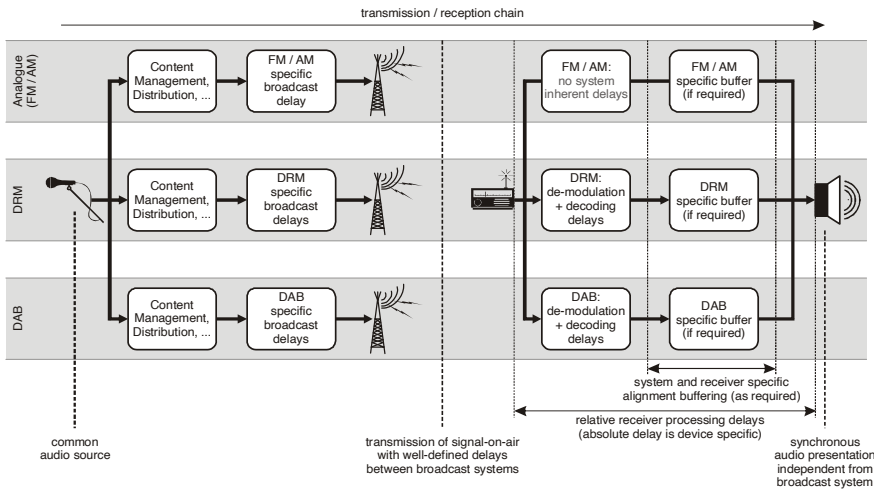 transmission / reception chain
Analogue
(FM / AM)
Content
Management,
Distribution, ...
FM / AM
specific
broadcast
delay
FM / AM:
no system
inherent delays
FM / AM
specific buffer
(if required)
DRM
Content
Management,
Distribution, ...
DRM
specific
broadcast
delays
DRM:
de-modulation
+ decoding
delays
DRM
specific buffer
(if required)
DAB
Content
Management,
Distribution, ...
DAB
specific
broadcast
delays
DAB:
de-modulation
+ decoding
delays
DAB
specific buffer
(if required)
system and receiver specific
alignment buffering (as required)
relative receiver processing delays
(absolute delay is device specific)
common
audio source
transmission of signal-on-air
with well-defined delays
between broadcast systems
synchronous
audio presentation
independent from
broadcast system